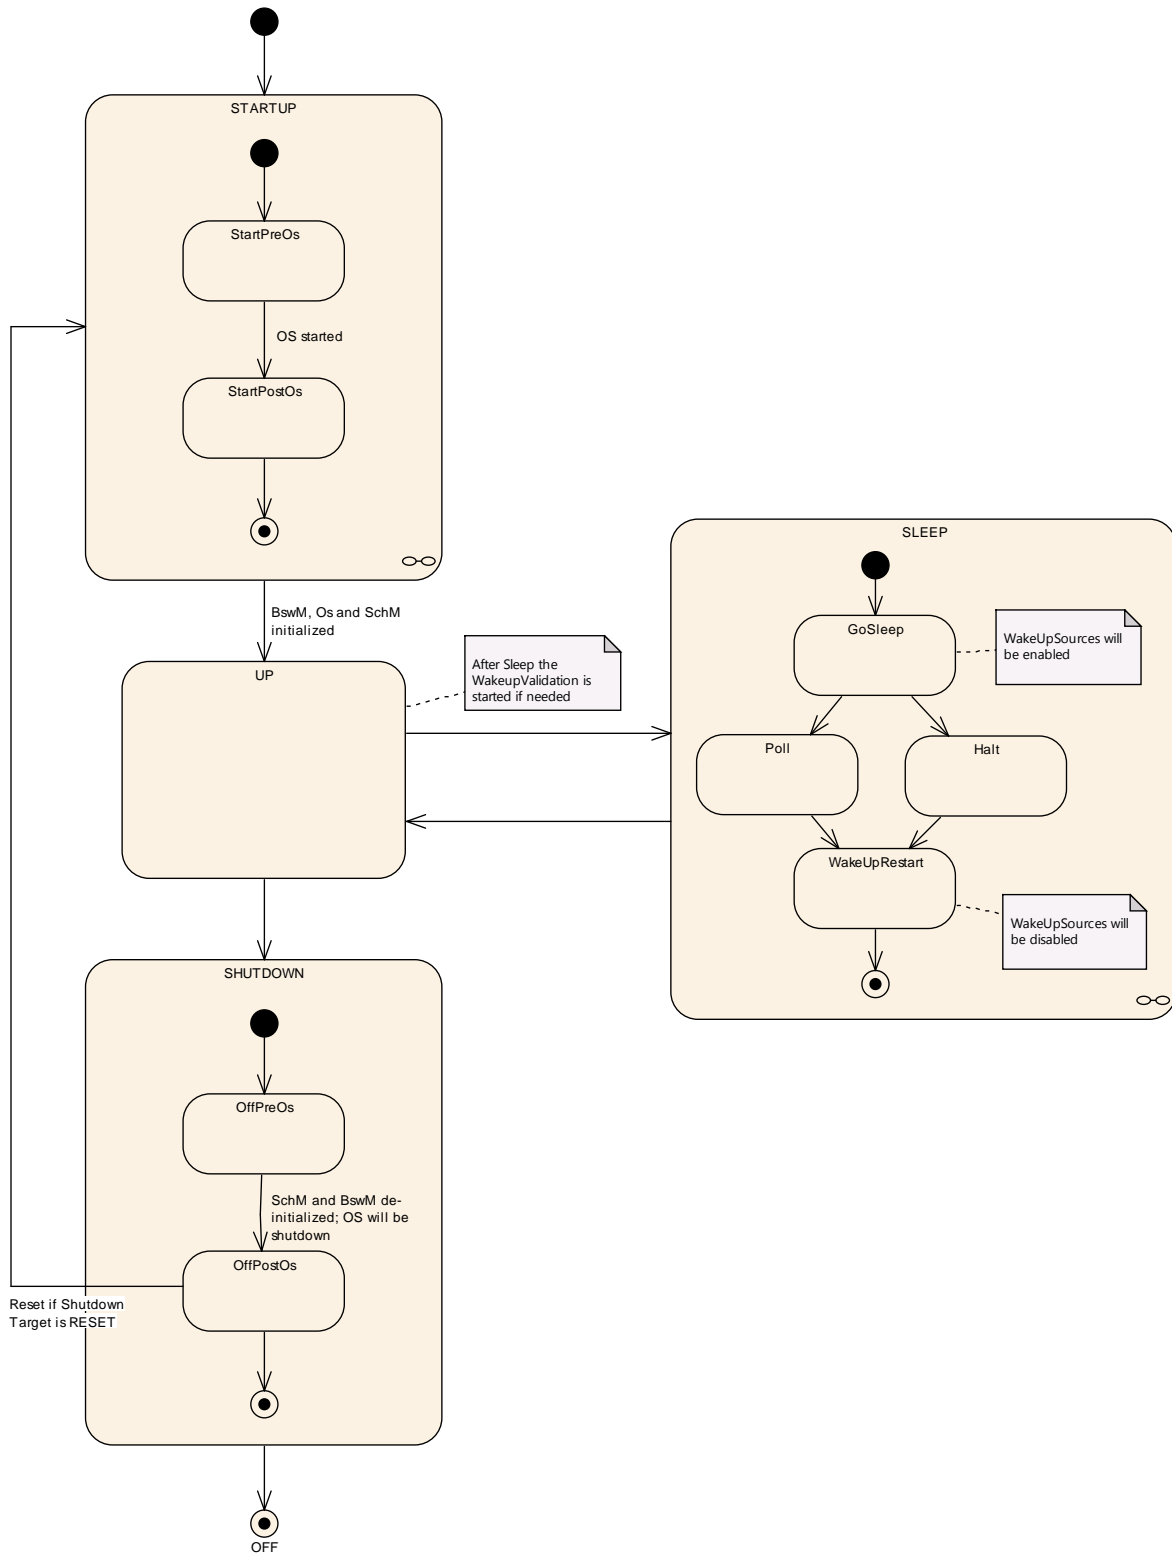 STARTUP
StartPreOs
OS started
StartPostOs
BswM, Os and SchM
initialized
UP
After Sleep the
WakeupValidation is
started if needed
SLEEP
GoSleep
WakeUpSources will
be enabled
Poll
Halt
WakeUpRestart
WakeUpSources will
be disabled
SHUTDOWN
OffPreOs
SchM and BswM de-
initialized; OS will be
shutdown
OffPostOs
Reset if Shutdown
Target is RESET
OFF